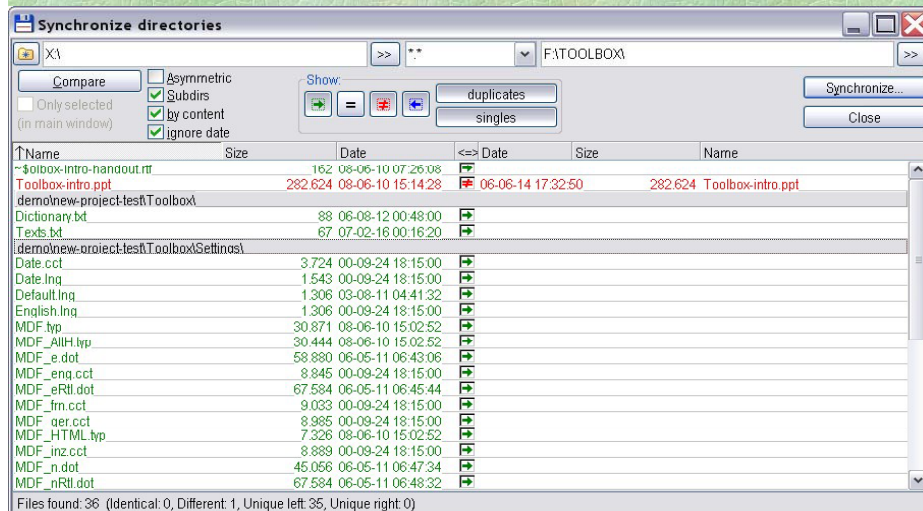 Synchronize directories
X:\ >> *.* F:\TOOLBOX\ >>
Compare Asymmetric Show: Synchronize...
Only selected Subdirs duplicates
(in main window) by content = singles Close
ignore date
↑Name Size Date <=> Date Size Name
~$olbox-intro-handout.rtf 162 08-06-10 07:26:08
Toolbox-intro.ppt 282.624 08-06-10 15:14:28 06-06-14 17:32:50 282.624 Toolbox-intro.ppt
demo\new-project-test\Toolbox\
Dictionary.txt 88 06-08-12 00:48:00
Texts.txt 67 07-02-16 00:16:20
demo\new-project-test\Toolbox\Settings\
Date.cct 3.724 00-09-24 18:15:00
Date.lng 1.543 00-09-24 18:15:00
Default.lng 1.306 03-08-11 04:41:32
English.lng 1.306 00-09-24 18:15:00
MDF.typ 30.871 08-06-10 15:02:52
MDF_AltH.typ 30.444 08-06-10 15:02:52
MDF_e.dot 58.880 06-05-11 06:43:06
MDF_eng.cct 8.845 00-09-24 18:15:00
MDF_eRtl.dot 67.584 06-05-11 06:45:44
MDF_frn.cct 9.033 00-09-24 18:15:00
MDF_ger.cct 8.985 00-09-24 18:15:00
MDF_HTML.typ 7.326 08-06-10 15:02:52
MDF_inz.cct 8.889 00-09-24 18:15:00
MDF_n.dot 45.056 06-05-11 06:47:34
MDF_nRtl.dot 67.584 06-05-11 06:48:32
Files found: 36 (Identical: 0, Different: 1, Unique left: 35, Unique right: 0)